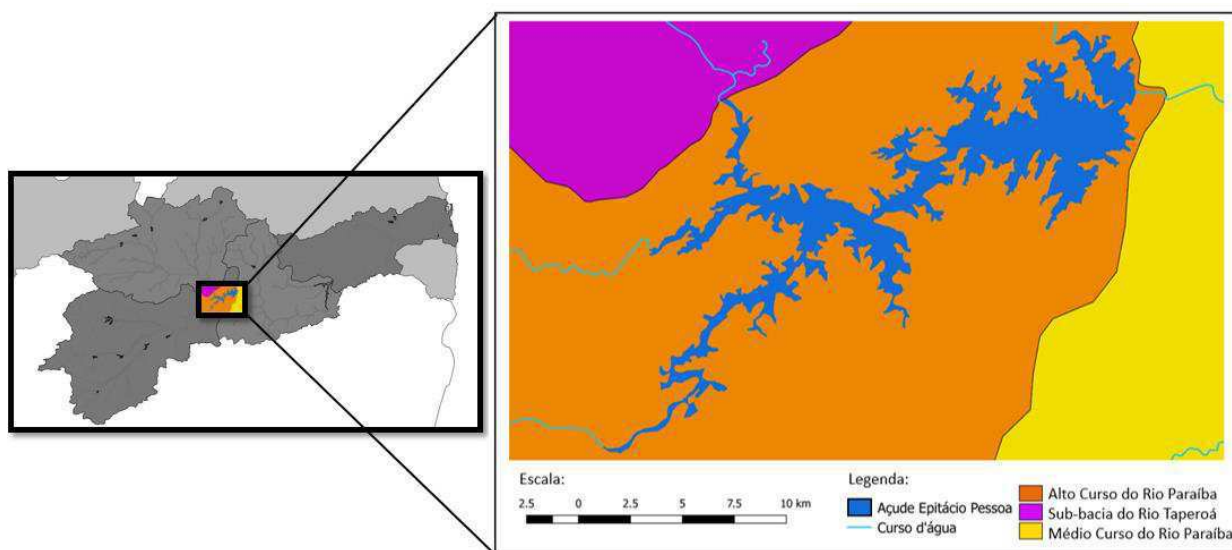 Escala:
2.5 0 2.5 5 7.5 10 km
Legenda:
Açude Epitácio Pessoa
Curso d'água
Alto Curso do Rio Paraíba
Sub-bacia do Rio Taperoá
Médio Curso do Rio Paraíba